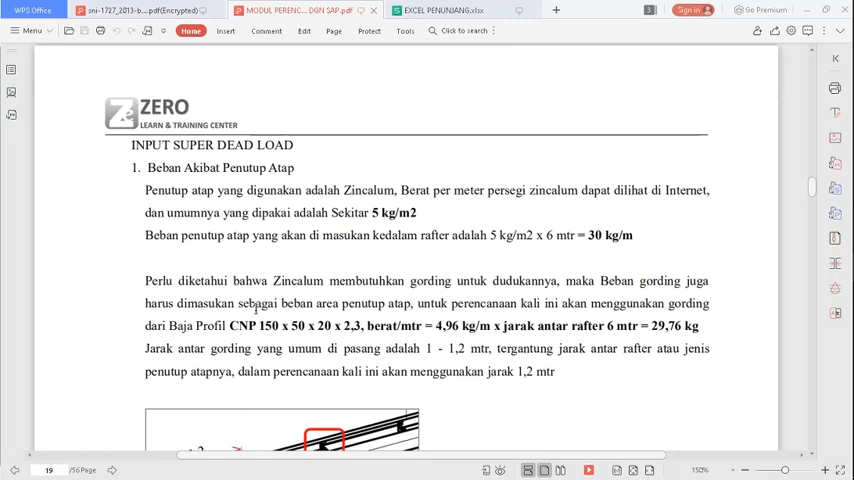 WPS Office
sni-1727_2013-b....pdf(Encrypted)
MODUL PERENC... DGN SAP.pdf
EXCEL PENUNJANG.xlsx
3
Sign in
Go Premium
Menu
Home
Insert
Comment
Edit
Page
Protect
Tools
Click to search
ZERO
LEARN & TRAINING CENTER
INPUT SUPER DEAD LOAD
1. Beban Akibat Penutup Atap
Penutup atap yang digunakan adalah Zincalum, Berat per meter persegi zincalum dapat dilihat di Internet,
dan umumnya yang dipakai adalah Sekitar 5 kg/m2
Beban penutup atap yang akan di masukan kedalam rafter adalah 5 kg/m2 x 6 mtr = 30 kg/m
Perlu diketahui bahwa Zincalum membutuhkan gording untuk dudukannya, maka Beban gording juga
harus dimasukan sebagai beban area penutup atap, untuk perencanaan kali ini akan menggunakan gording
dari Baja Profil CNP 150 x 50 x 20 x 2,3, berat/mtr = 4,96 kg/m x jarak antar rafter 6 mtr = 29,76 kg
Jarak antar gording yang umum di pasang adalah 1 - 1,2 mtr, tergantung jarak antar rafter atau jenis
penutup atapnya, dalam perencanaan kali ini akan menggunakan jarak 1,2 mtr
19 /56Page
150%